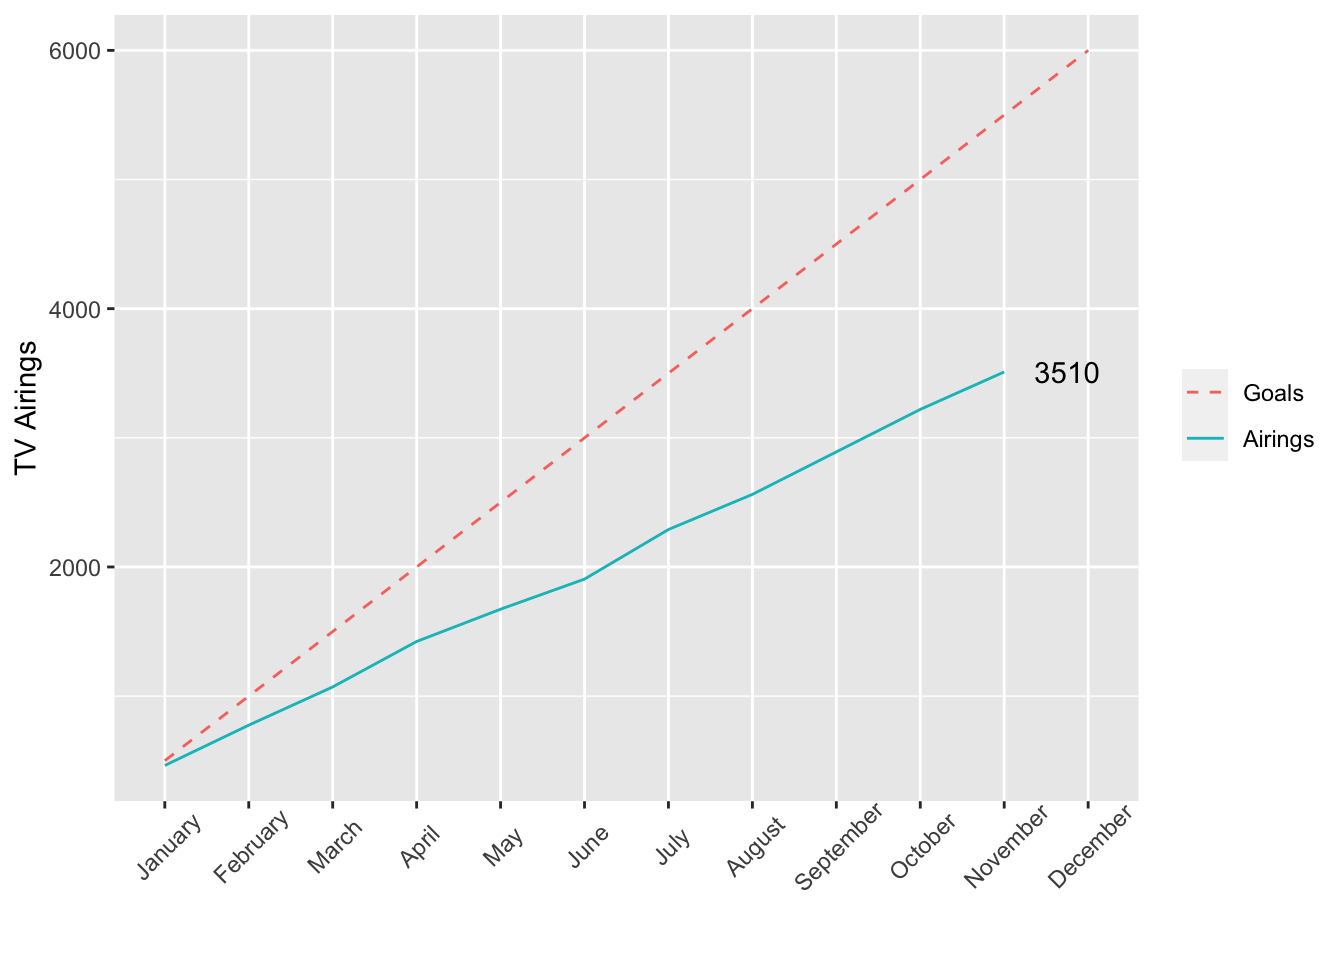 6000
4000
2000
TV Airings
3510
Goals
Airings
January
February
March
April
May
June
July
August
September
October
November
December